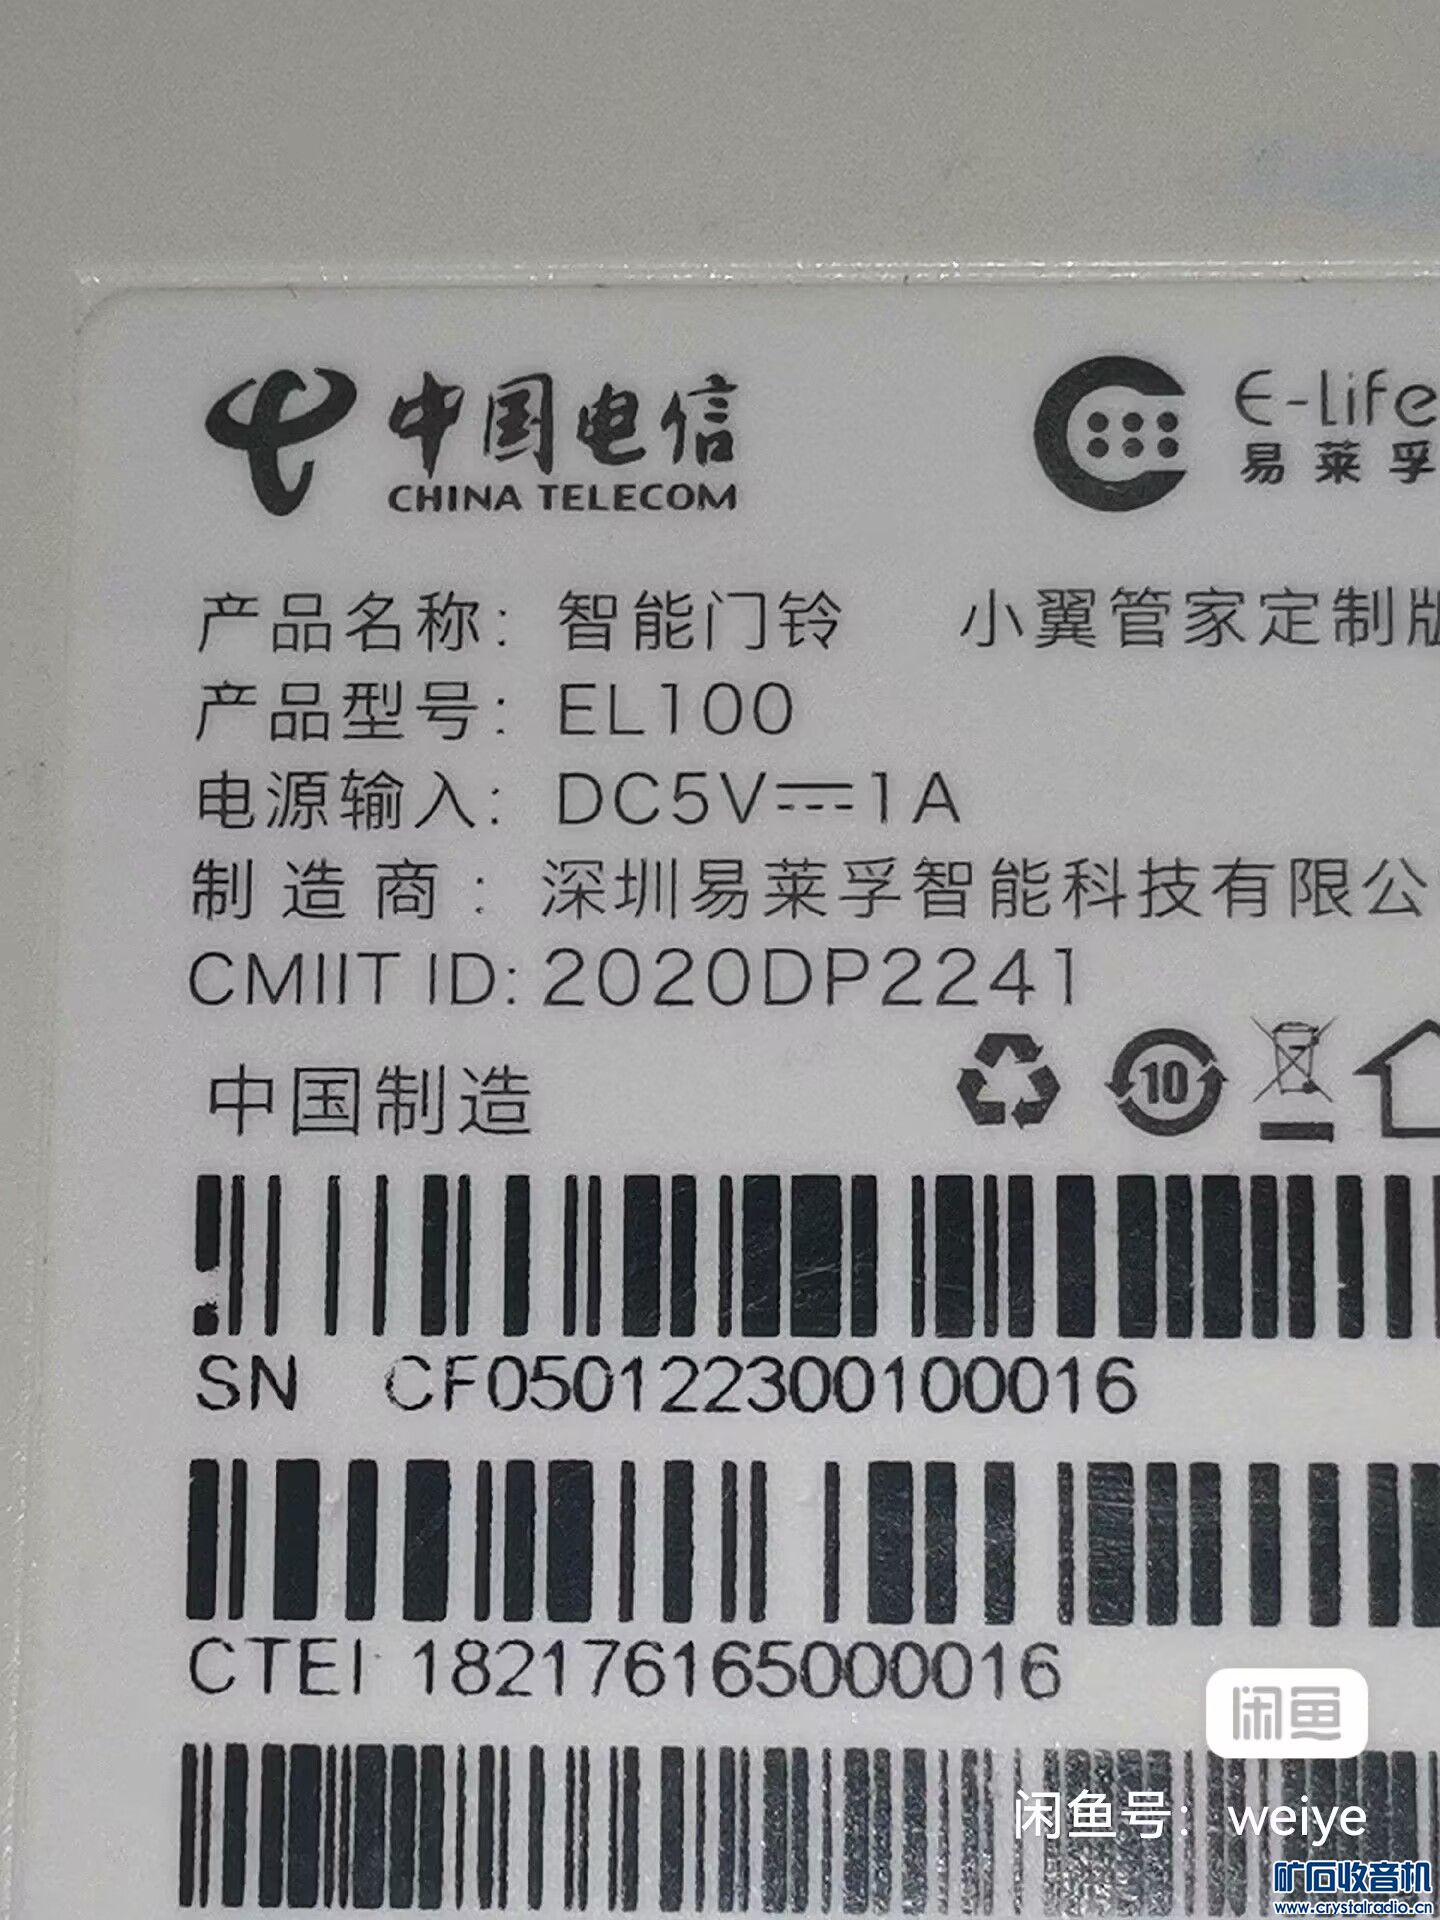 中国电信
CHINA TELECOM
E-Life
易莱孚
产品名称: 智能门铃 小翼管家定制版
产品型号: EL100
电源输入: DC5V⎓1A
制造商: 深圳易莱孚智能科技有限公
CMIIT ID: 2020DP2241
中国制造
10
SN CF050122300100016
CTEI 182176165000016
闲鱼
闲鱼号: weiye
矿石收音机
www.crystalradio.cn